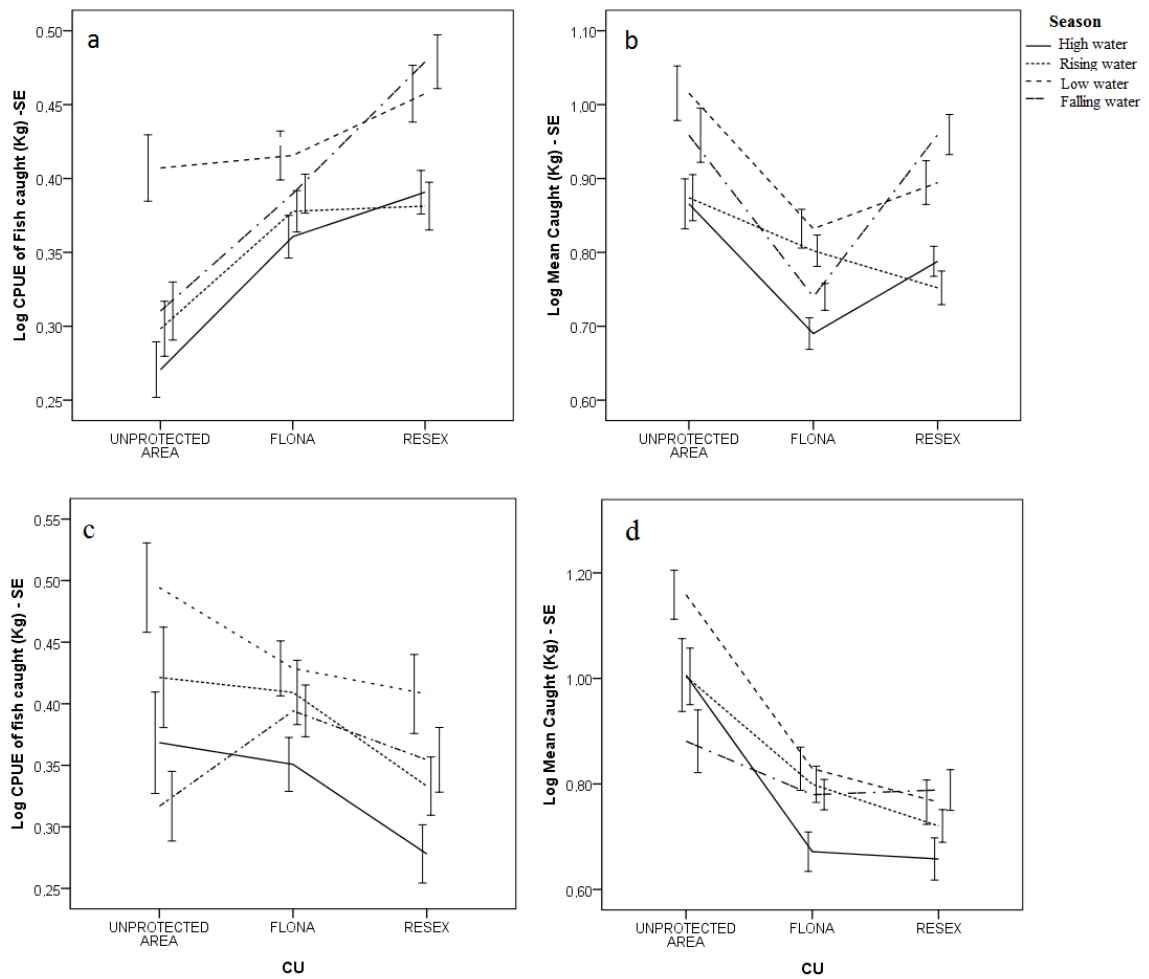 a
Log CPUE of Fish caught (Kg) -SE
0,50
0,45
0,40
0,35
0,30
0,25
UNPROTECTED
AREA
FLONA
RESEX
b
Log Mean Caught (Kg) - SE
1,10
1,00
0,90
0,80
0,70
0,60
UNPROTECTED
AREA
FLONA
RESEX
Season
High water
Rising water
Low water
Falling water
c
Log CPUE of fish caught (Kg) - SE
0,55
0,50
0,45
0,40
0,35
0,30
0,25
UNPROTECTED
AREA
FLONA
RESEX
CU
d
Log Mean Caught (Kg) - SE
1,20
1,00
0,80
0,60
UNPROTECTED
AREA
FLONA
RESEX
CU